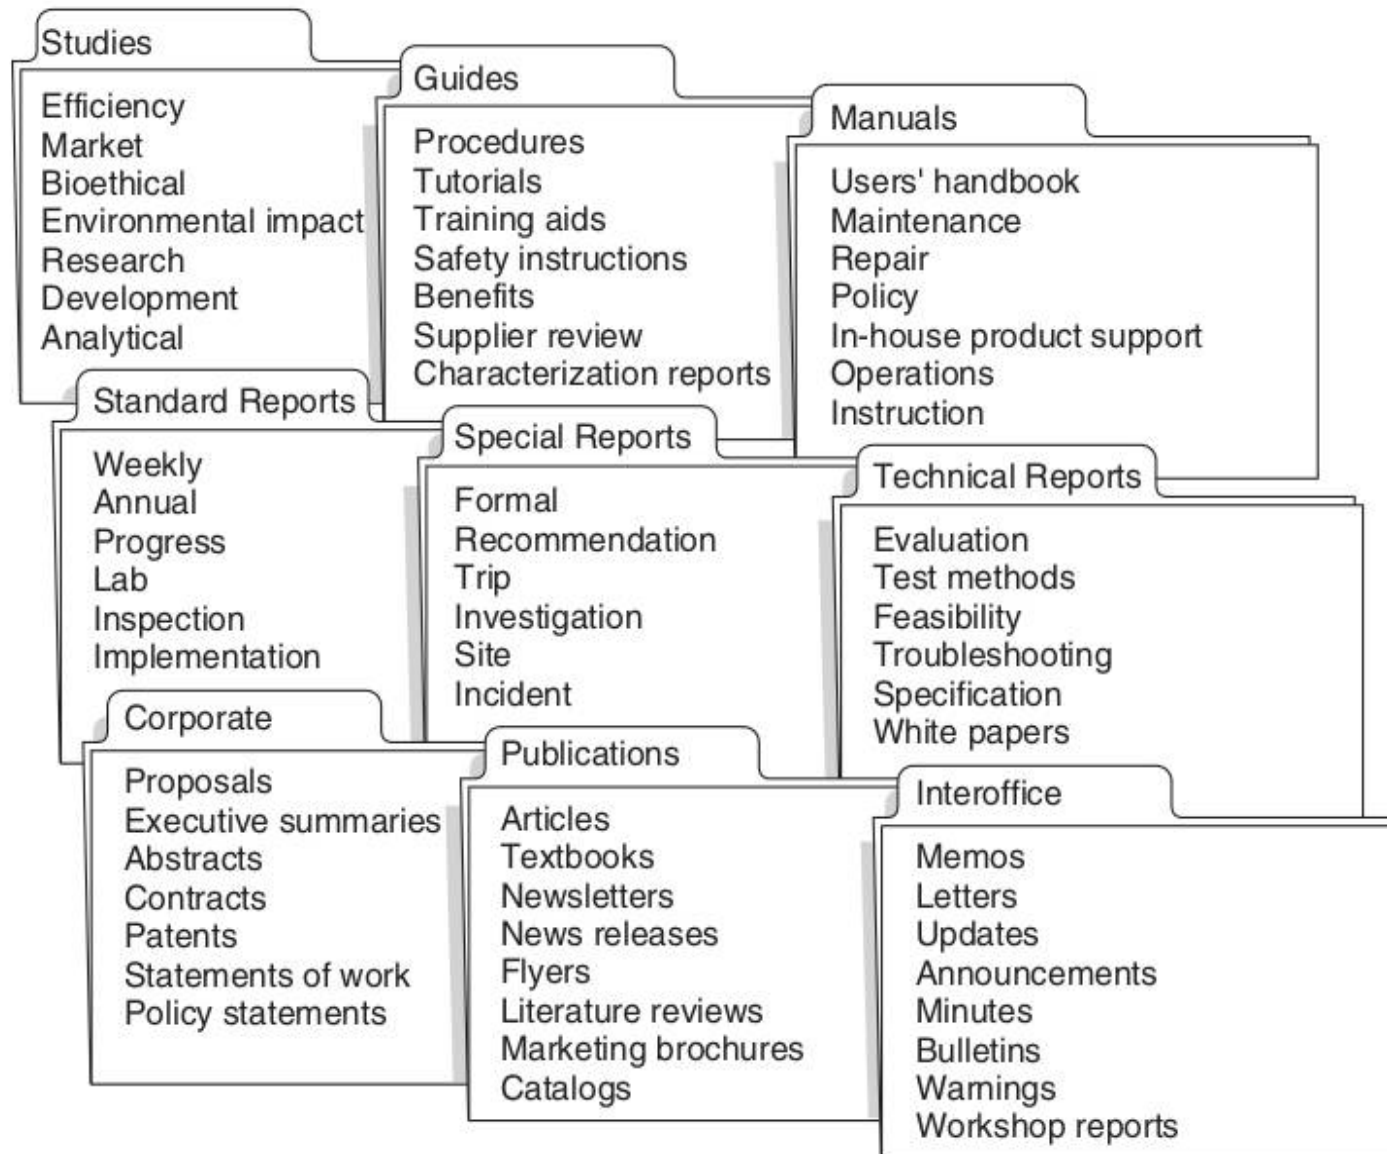 Studies
Efficiency
Market
Bioethical
Environmental impact
Research
Development
Analytical
Guides
Procedures
Tutorials
Training aids
Safety instructions
Benefits
Supplier review
Characterization reports
Manuals
Users' handbook
Maintenance
Repair
Policy
In-house product support
Operations
Instruction
Standard Reports
Weekly
Annual
Progress
Lab
Inspection
Implementation
Special Reports
Formal
Recommendation
Trip
Investigation
Site
Incident
Technical Reports
Evaluation
Test methods
Feasibility
Troubleshooting
Specification
White papers
Corporate
Proposals
Executive summaries
Abstracts
Contracts
Patents
Statements of work
Policy statements
Publications
Articles
Textbooks
Newsletters
News releases
Flyers
Literature reviews
Marketing brochures
Catalogs
Interoffice
Memos
Letters
Updates
Announcements
Minutes
Bulletins
Warnings
Workshop reports